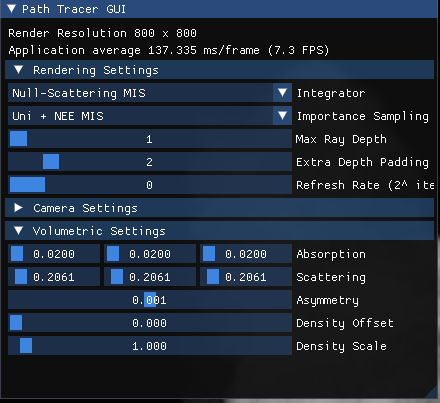 Path Tracer GUI
Render Resolution 800 x 800
Application average 137.335 ms/frame (7.3 FPS)
Rendering Settings
Null-Scattering MIS Integrator
Uni + NEE MIS Importance Sampling
1 Max Ray Depth
2 Extra Depth Padding
0 Refresh Rate (2^ ite
Camera Settings
Volumetric Settings
0.0200 0.0200 0.0200 Absorption
0.2061 0.2061 0.2061 Scattering
0.001 Asymmetry
0.000 Density Offset
1.000 Density Scale